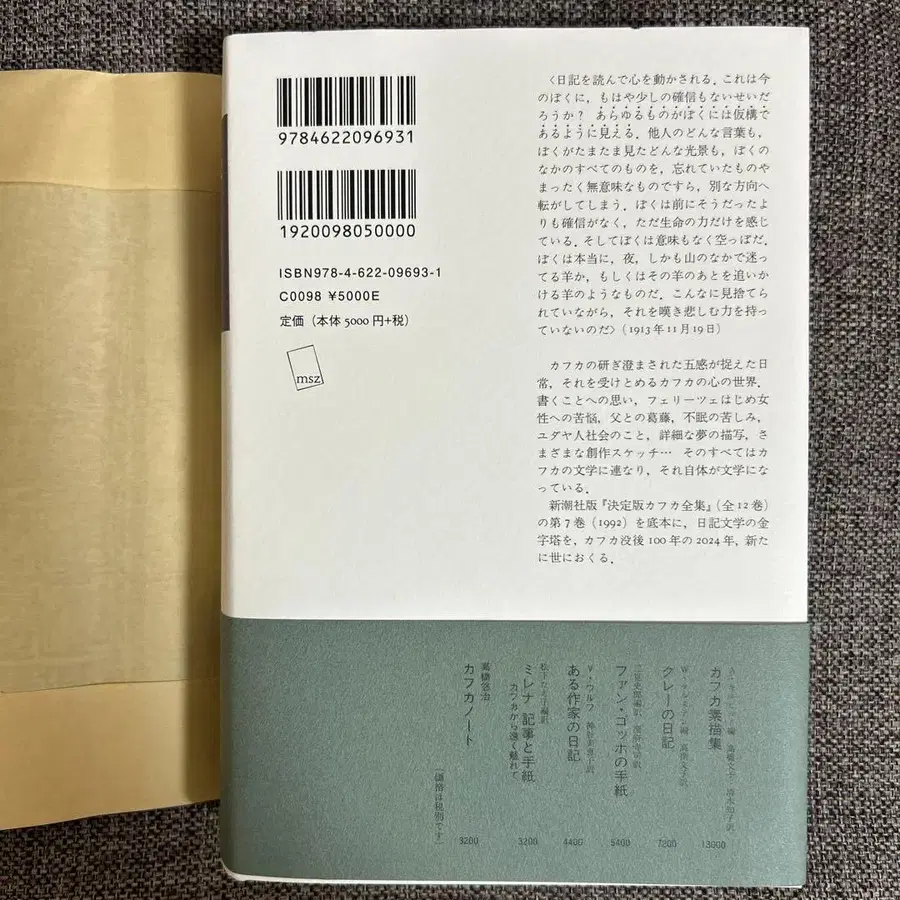 9784622096931
1920098050000
ISBN978-4-622-09693-1
C0098 ¥5000E
定価（本体 5000 円+税）
msz
〈日記を読んで心を動かされる．これは今
のぼくに，もはや少しの確信もないせいだ
ろうか？ あらゆるものがぼくには仮構で
あるように見える．他人のどんな言葉も，
ぼくがたまたま見たどんな光景も，ぼくの
なかのすべてのものを，忘れていたものや
まったく無意味なものですら，別な方向へ
転がしてしまう．ぼくは前にそうだったよ
りも確信がなく，ただ生命の力だけを感じ
ている．そしてぼくは意味もなく空っぽだ．
ぼくは本当に，夜，しかも山のなかで迷っ
てる羊か，もしくはその羊のあとを追いか
ける羊のようなものだ．こんなに見捨てら
れていながら，それを嘆き悲しむ力を持っ
ていないのだ〉（1913 年 11 月 19 日）
カフカの研ぎ澄まされた五感が捉えた日
常，それを受けとめるカフカの心の世界．
書くことへの思い，フェリーツェはじめ女
性への苦悩，父との葛藤，不眠の苦しみ，
ユダヤ人社会のこと，詳細な夢の描写，さ
まざまな創作スケッチ… そのすべてはカ
フカの文学に連なり，それ自体が文学になっ
ている．
新潮社版『決定版カフカ全集』（全 12 巻）
の第 7 巻（1992）を底本に，日記文学の金
字塔を，カフカ没後 100 年の 2024 年，新た
に世におくる．
カフカ素描集
13000
クレーの日記
7200
ファン・ゴッホの手紙
5400
V・ウルフ
ある作家の日記
4400
ミレナ 記事と手紙
カフカから遠く離れて
3200
高橋悠治
カフカノート
3200
（価格は税別です）